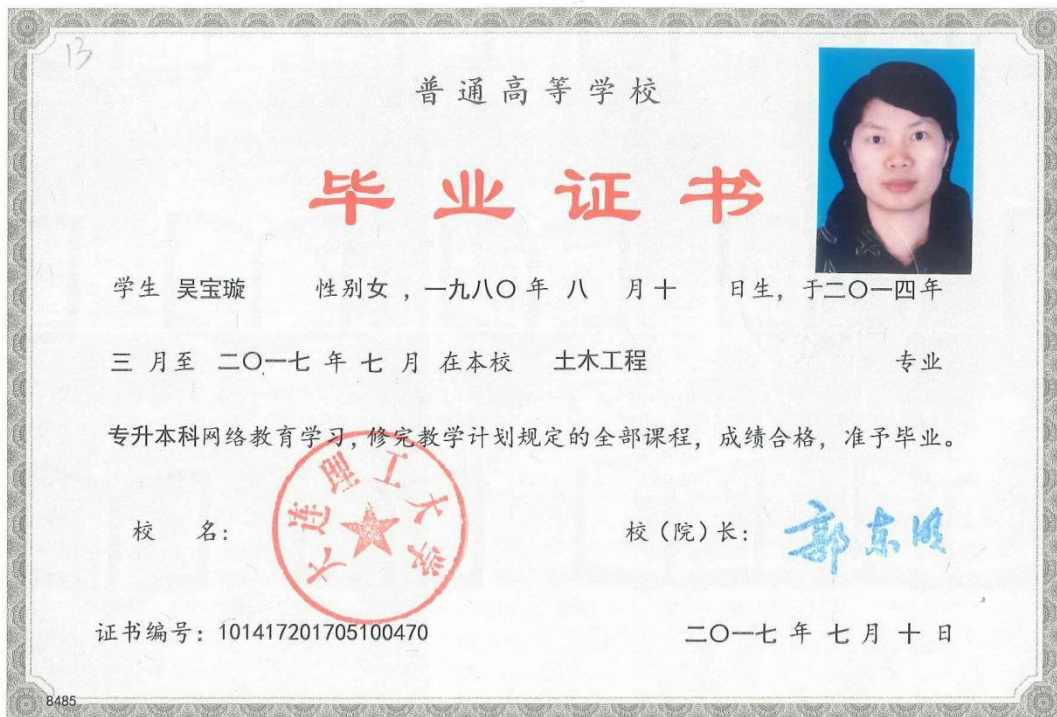 13
普通高等学校
毕业证书
学生 吴宝璇 性别女 ，一九八〇 年 八 月十 日生，于二〇一四年
三 月至 二〇一七 年 七 月 在本校 土木工程 专业
专升本科网络教育学习，修完教学计划规定的全部课程，成绩合格，准予毕业。
校 名：
大连理工大学
校（院）长：郭东明
证书编号：101417201705100470
二〇一七 年 七 月 十 日
8485